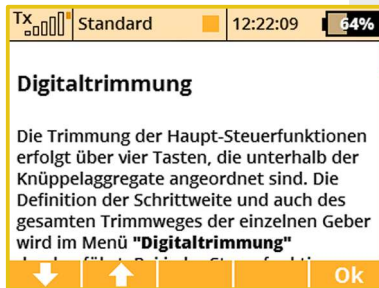 Tx Standard 12:22:09 64%
Digitaltrimmung
Die Trimmung der Haupt-Steuerfunktionen
erfolgt über vier Tasten, die unterhalb der
Knüppelaggregate angeordnet sind. Die
Definition der Schrittweite und auch des
gesamten Trimmweges der einzelnen Geber
wird im Menü "Digitaltrimmung"
Ok